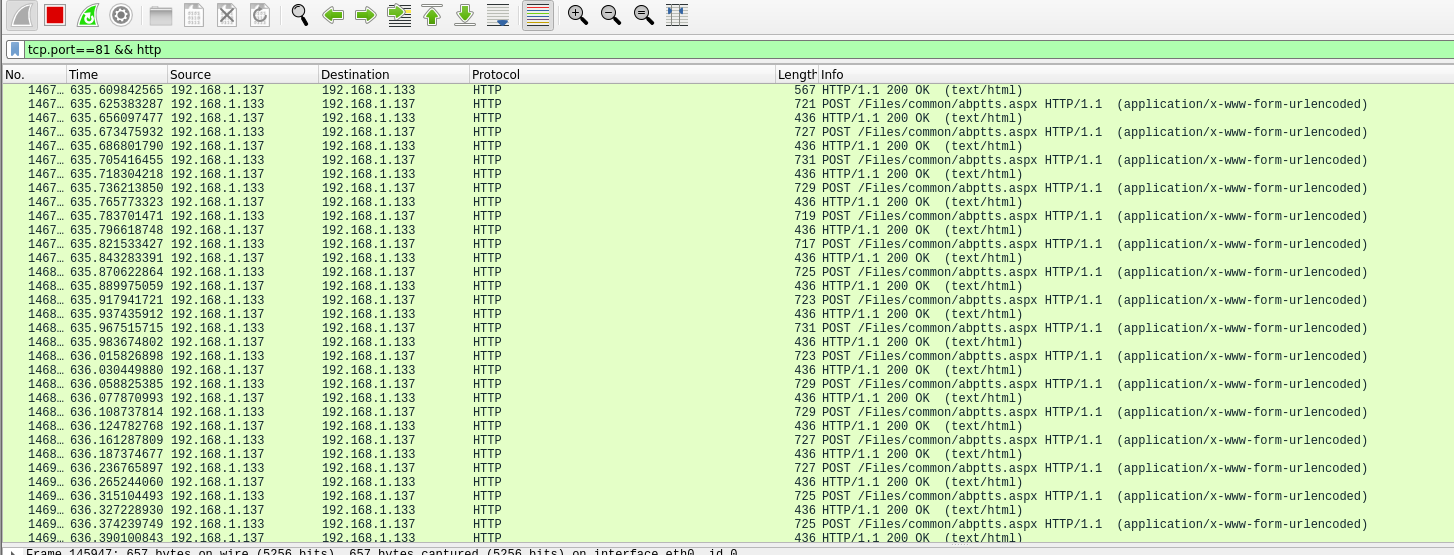 tcp.port==81 && http
No. Time Source Destination Protocol Length Info
1467… 635.609842565 192.168.1.137 192.168.1.133 HTTP 567 HTTP/1.1 200 OK (text/html)
1467… 635.625383287 192.168.1.133 192.168.1.137 HTTP 721 POST /Files/common/abptts.aspx HTTP/1.1 (application/x-www-form-urlencoded)
1467… 635.656097477 192.168.1.137 192.168.1.133 HTTP 436 HTTP/1.1 200 OK (text/html)
1467… 635.673475932 192.168.1.133 192.168.1.137 HTTP 727 POST /Files/common/abptts.aspx HTTP/1.1 (application/x-www-form-urlencoded)
1467… 635.686801790 192.168.1.137 192.168.1.133 HTTP 436 HTTP/1.1 200 OK (text/html)
1467… 635.705416455 192.168.1.133 192.168.1.137 HTTP 731 POST /Files/common/abptts.aspx HTTP/1.1 (application/x-www-form-urlencoded)
1467… 635.718304218 192.168.1.137 192.168.1.133 HTTP 436 HTTP/1.1 200 OK (text/html)
1467… 635.736213850 192.168.1.133 192.168.1.137 HTTP 729 POST /Files/common/abptts.aspx HTTP/1.1 (application/x-www-form-urlencoded)
1467… 635.765773323 192.168.1.137 192.168.1.133 HTTP 436 HTTP/1.1 200 OK (text/html)
1467… 635.783701471 192.168.1.133 192.168.1.137 HTTP 719 POST /Files/common/abptts.aspx HTTP/1.1 (application/x-www-form-urlencoded)
1467… 635.796618748 192.168.1.137 192.168.1.133 HTTP 436 HTTP/1.1 200 OK (text/html)
1467… 635.821533427 192.168.1.133 192.168.1.137 HTTP 717 POST /Files/common/abptts.aspx HTTP/1.1 (application/x-www-form-urlencoded)
1467… 635.843283391 192.168.1.137 192.168.1.133 HTTP 436 HTTP/1.1 200 OK (text/html)
1468… 635.870622864 192.168.1.133 192.168.1.137 HTTP 725 POST /Files/common/abptts.aspx HTTP/1.1 (application/x-www-form-urlencoded)
1468… 635.889975059 192.168.1.137 192.168.1.133 HTTP 436 HTTP/1.1 200 OK (text/html)
1468… 635.917941721 192.168.1.133 192.168.1.137 HTTP 723 POST /Files/common/abptts.aspx HTTP/1.1 (application/x-www-form-urlencoded)
1468… 635.937435912 192.168.1.137 192.168.1.133 HTTP 436 HTTP/1.1 200 OK (text/html)
1468… 635.967515715 192.168.1.133 192.168.1.137 HTTP 731 POST /Files/common/abptts.aspx HTTP/1.1 (application/x-www-form-urlencoded)
1468… 635.983674802 192.168.1.137 192.168.1.133 HTTP 436 HTTP/1.1 200 OK (text/html)
1468… 636.015826898 192.168.1.133 192.168.1.137 HTTP 723 POST /Files/common/abptts.aspx HTTP/1.1 (application/x-www-form-urlencoded)
1468… 636.030449880 192.168.1.137 192.168.1.133 HTTP 436 HTTP/1.1 200 OK (text/html)
1468… 636.058825385 192.168.1.133 192.168.1.137 HTTP 729 POST /Files/common/abptts.aspx HTTP/1.1 (application/x-www-form-urlencoded)
1468… 636.077870993 192.168.1.137 192.168.1.133 HTTP 436 HTTP/1.1 200 OK (text/html)
1468… 636.108737814 192.168.1.133 192.168.1.137 HTTP 729 POST /Files/common/abptts.aspx HTTP/1.1 (application/x-www-form-urlencoded)
1468… 636.124782768 192.168.1.137 192.168.1.133 HTTP 436 HTTP/1.1 200 OK (text/html)
1468… 636.161287809 192.168.1.133 192.168.1.137 HTTP 727 POST /Files/common/abptts.aspx HTTP/1.1 (application/x-www-form-urlencoded)
1468… 636.187374677 192.168.1.137 192.168.1.133 HTTP 436 HTTP/1.1 200 OK (text/html)
1469… 636.236765897 192.168.1.133 192.168.1.137 HTTP 727 POST /Files/common/abptts.aspx HTTP/1.1 (application/x-www-form-urlencoded)
1469… 636.265244060 192.168.1.137 192.168.1.133 HTTP 436 HTTP/1.1 200 OK (text/html)
1469… 636.315104493 192.168.1.133 192.168.1.137 HTTP 725 POST /Files/common/abptts.aspx HTTP/1.1 (application/x-www-form-urlencoded)
1469… 636.327228930 192.168.1.137 192.168.1.133 HTTP 436 HTTP/1.1 200 OK (text/html)
1469… 636.374239749 192.168.1.133 192.168.1.137 HTTP 725 POST /Files/common/abptts.aspx HTTP/1.1 (application/x-www-form-urlencoded)
1469… 636.390100843 192.168.1.137 192.168.1.133 HTTP 436 HTTP/1.1 200 OK (text/html)
Frame 145947: 657 bytes on wire (5256 bits), 657 bytes captured (5256 bits) on interface eth0, id 0